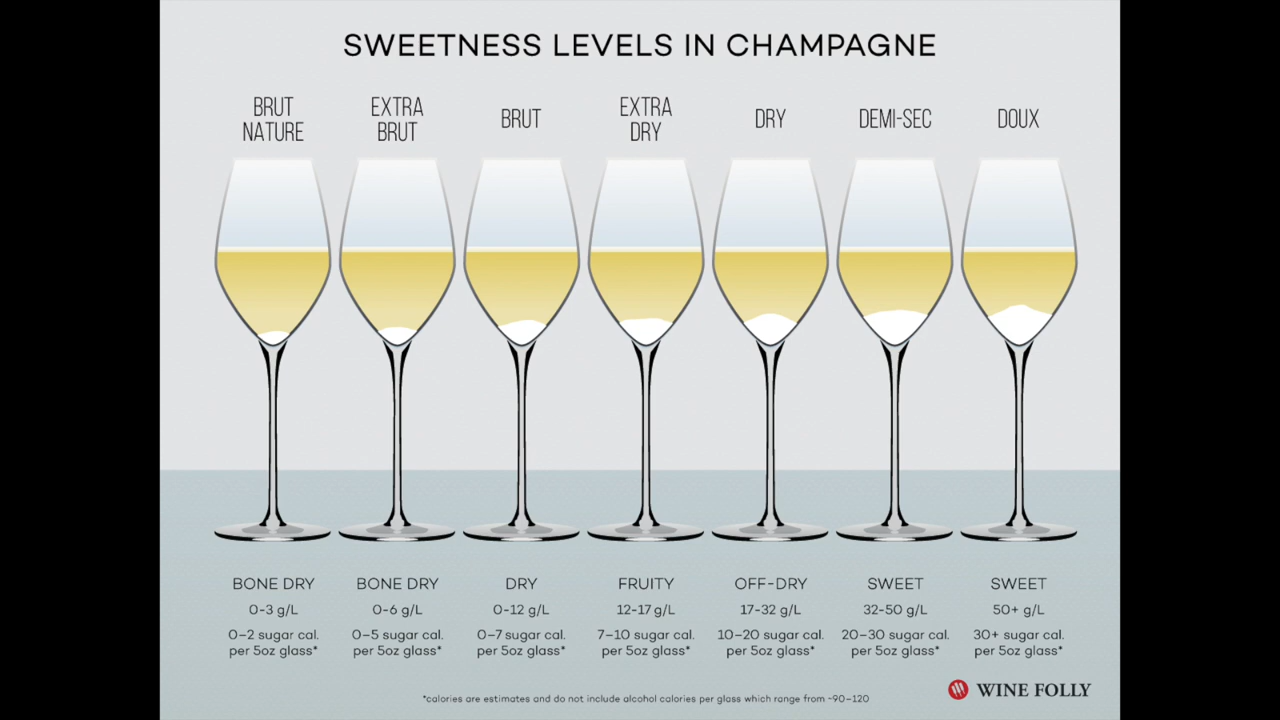 SWEETNESS LEVELS IN CHAMPAGNE
BRUT
NATURE
EXTRA
BRUT
BRUT
EXTRA
DRY
DRY
DEMI-SEC
DOUX
BONE DRY
0-3 g/L
0–2 sugar cal.
per 5oz glass*
BONE DRY
0-6 g/L
0–5 sugar cal.
per 5oz glass*
DRY
0-12 g/L
0–7 sugar cal.
per 5oz glass*
FRUITY
12-17 g/L
7–10 sugar cal.
per 5oz glass*
OFF-DRY
17-32 g/L
10–20 sugar cal.
per 5oz glass*
SWEET
32-50 g/L
20–30 sugar cal.
per 5oz glass*
SWEET
50+ g/L
30+ sugar cal.
per 5oz glass*
*calories are estimates and do not include alcohol calories per glass which range from ~90–120
WINE FOLLY